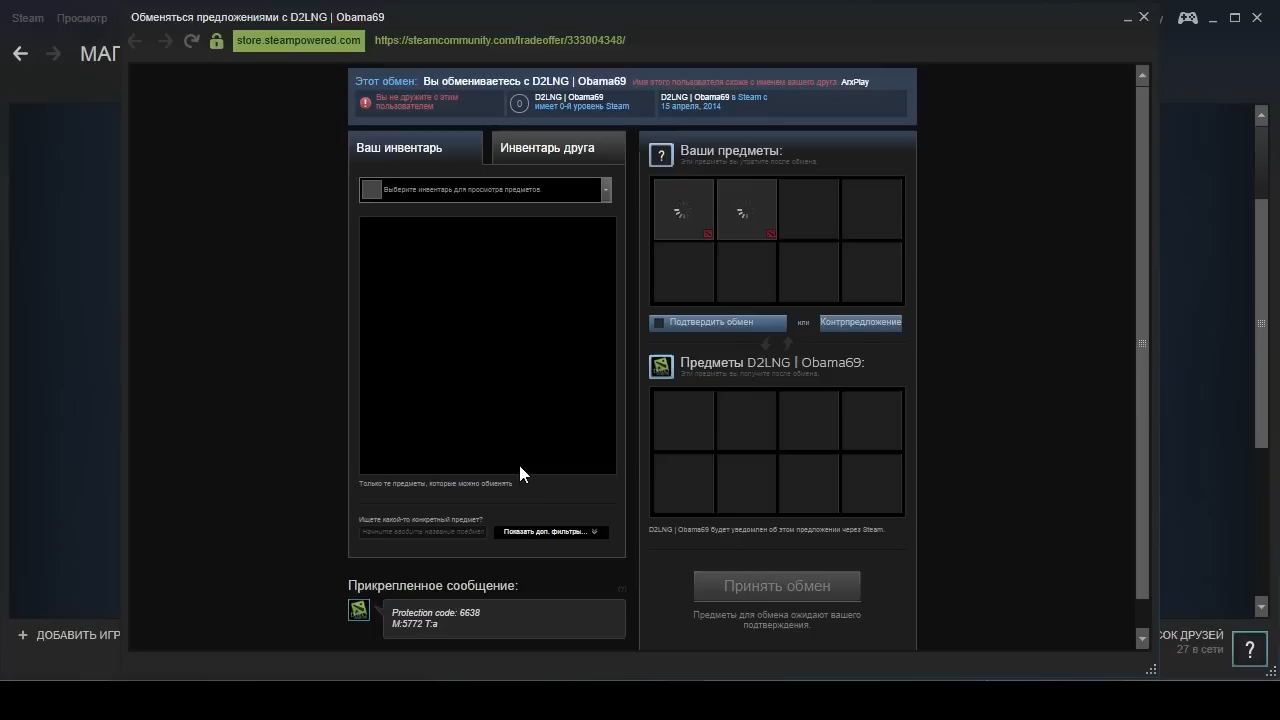 Steam Просмотр
МАГ
Обменяться предложениями с D2LNG | Obama69
store.steampowered.com
https://steamcommunity.com/tradeoffer/333004348/
Этот обмен: Вы обмениваетесь с D2LNG | Obama69 Имя этого пользователя схоже с именем вашего друга: ArxPlay
Вы не дружите с этим
пользователем
0
D2LNG | Obama69
имеет 0-й уровень Steam
D2LNG | Obama69 в Steam с
15 апреля, 2014
Ваш инвентарь
Инвентарь друга
Выберите инвентарь для просмотра предметов.
Только те предметы, которые можно обменять
Ищете какой-то конкретный предмет?
Начните вводить название предмет
Показать доп. фильтры...
Прикрепленное сообщение:
(?)
Protection code: 6638
M:5772 T:a
?
Ваши предметы:
Эти предметы вы утратите после обмена.
Подтвердить обмен
или
Контрпредложение
Предметы D2LNG | Obama69:
Эти предметы вы получите после обмена.
D2LNG | Obama69 будет уведомлен об этом предложении через Steam.
Принять обмен
Предметы для обмена ожидают вашего
подтверждения.
+ ДОБАВИТЬ ИГР
СОК ДРУЗЕЙ
27 в сети
?